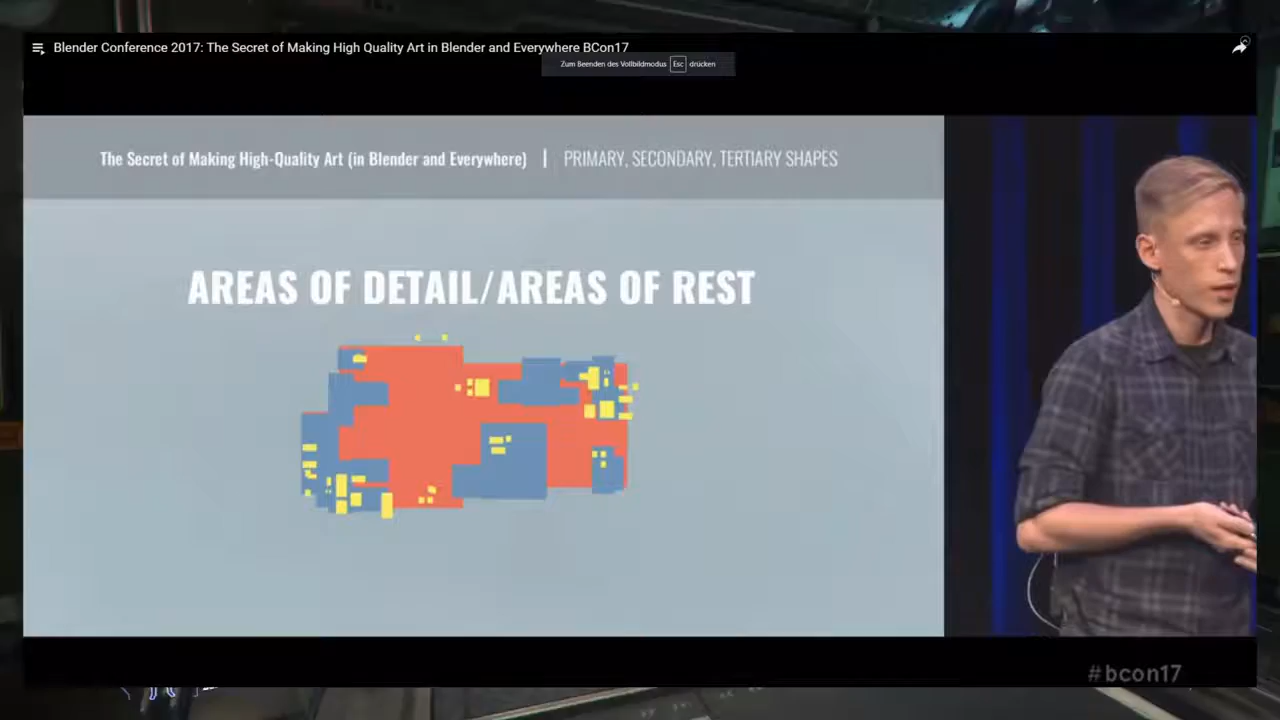 Blender Conference 2017: The Secret of Making High Quality Art in Blender and Everywhere BCon17
Zum Beenden des Vollbildmodus Esc drücken
The Secret of Making High-Quality Art (in Blender and Everywhere) | PRIMARY, SECONDARY, TERTIARY SHAPES
AREAS OF DETAIL/AREAS OF REST
#bcon17